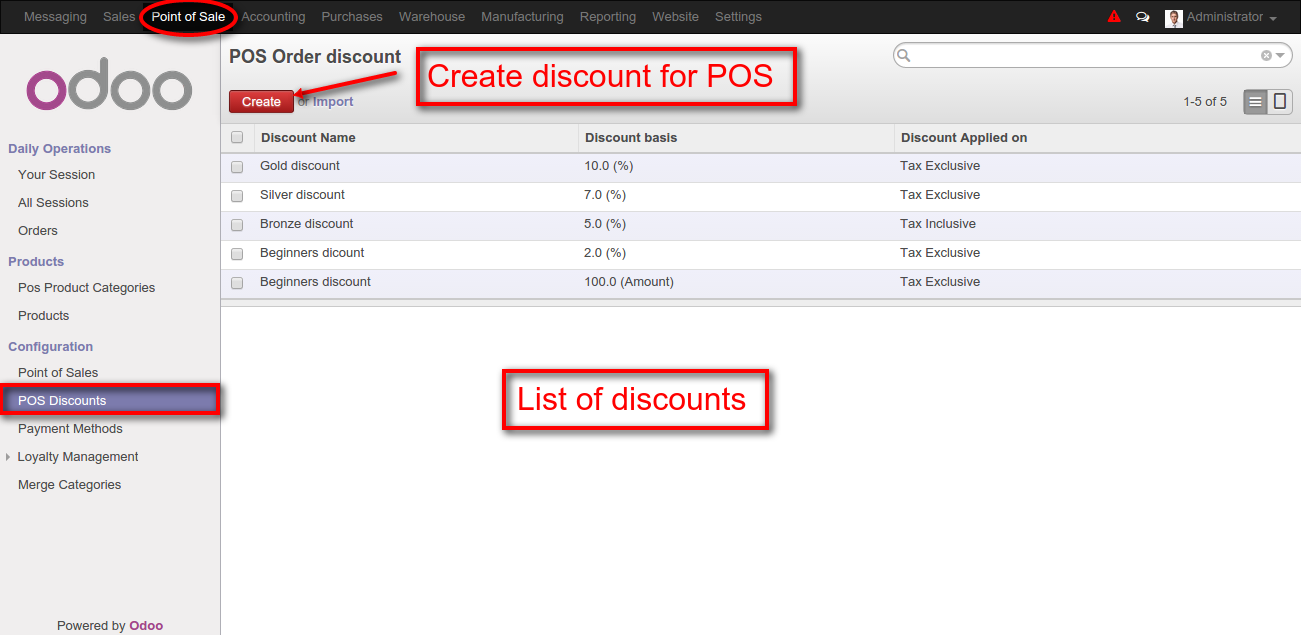 Messaging Sales Point of Sale Accounting Purchases Warehouse Manufacturing Reporting Website Settings Administrator
odoo
Daily Operations
Your Session
All Sessions
Orders
Products
Pos Product Categories
Products
Configuration
Point of Sales
POS Discounts
Payment Methods
Loyalty Management
Merge Categories
Powered by Odoo
POS Order discount
Create discount for POS
Create or Import
1-5 of 5
Discount Name Discount basis Discount Applied on
Gold discount 10.0 (%) Tax Exclusive
Silver discount 7.0 (%) Tax Exclusive
Bronze discount 5.0 (%) Tax Inclusive
Beginners dicount 2.0 (%) Tax Exclusive
Beginners discount 100.0 (Amount) Tax Exclusive
List of discounts